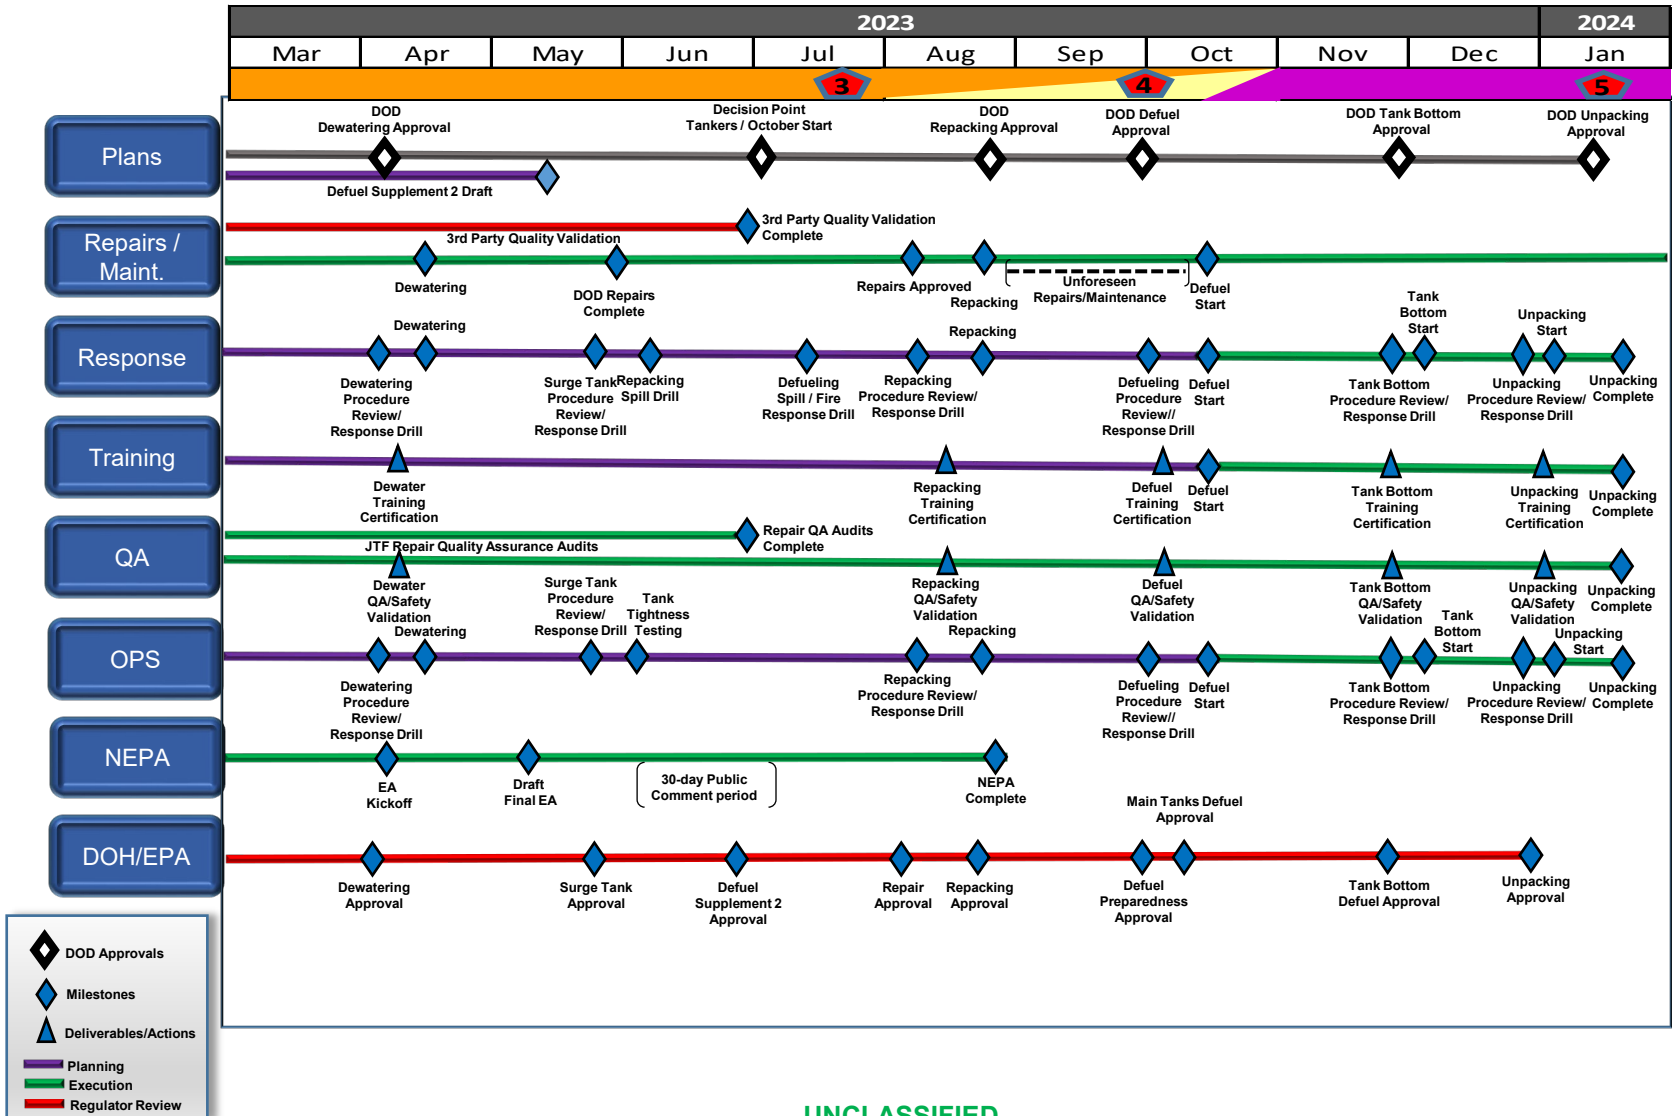 2023
2024
Mar
Apr
May
Jun
Jul
Aug
Sep
Oct
Nov
Dec
Jan
3
4
5
Plans
DOD
Dewatering Approval
Decision Point
Tankers / October Start
DOD
Repacking Approval
DOD Defuel
Approval
DOD Tank Bottom
Approval
DOD Unpacking
Approval
Defuel Supplement 2 Draft
Repairs /
Maint.
3rd Party Quality Validation
Complete
3rd Party Quality Validation
Dewatering
DOD Repairs
Complete
Repairs Approved
Repacking
Unforeseen
Repairs/Maintenance
Defuel
Start
Response
Dewatering
Repacking
Tank
Bottom
Start
Unpacking
Start
Dewatering
Procedure
Review/
Response Drill
Surge Tank
Procedure
Review/
Response Drill
Repacking
Spill Drill
Defueling
Spill / Fire
Response Drill
Repacking
Procedure Review/
Response Drill
Defueling
Procedure
Review//
Response Drill
Defuel
Start
Tank Bottom
Procedure Review/
Response Drill
Unpacking
Procedure Review/
Response Drill
Unpacking
Complete
Training
Dewater
Training
Certification
Repacking
Training
Certification
Defuel
Training
Certification
Defuel
Start
Tank Bottom
Training
Certification
Unpacking
Training
Certification
Unpacking
Complete
QA
Repair QA Audits
Complete
JTF Repair Quality Assurance Audits
Dewater
QA/Safety
Validation
Repacking
QA/Safety
Validation
Defuel
QA/Safety
Validation
Tank Bottom
QA/Safety
Validation
Unpacking
QA/Safety
Validation
Unpacking
Complete
OPS
Dewatering
Surge Tank
Procedure
Review/
Response Drill
Tank
Tightness
Testing
Repacking
Tank
Bottom
Start
Unpacking
Start
Dewatering
Procedure
Review/
Response Drill
Repacking
Procedure Review/
Response Drill
Defueling
Procedure
Review//
Response Drill
Defuel
Start
Tank Bottom
Procedure Review/
Response Drill
Unpacking
Procedure Review/
Response Drill
Unpacking
Complete
NEPA
EA
Kickoff
Draft
Final EA
30-day Public
Comment period
NEPA
Complete
DOH/EPA
Main Tanks Defuel
Approval
Dewatering
Approval
Surge Tank
Approval
Defuel
Supplement 2
Approval
Repair
Approval
Repacking
Approval
Defuel
Preparedness
Approval
Tank Bottom
Defuel Approval
Unpacking
Approval
DOD Approvals
Milestones
Deliverables/Actions
Planning
Execution
Regulator Review
UNCLASSIFIED